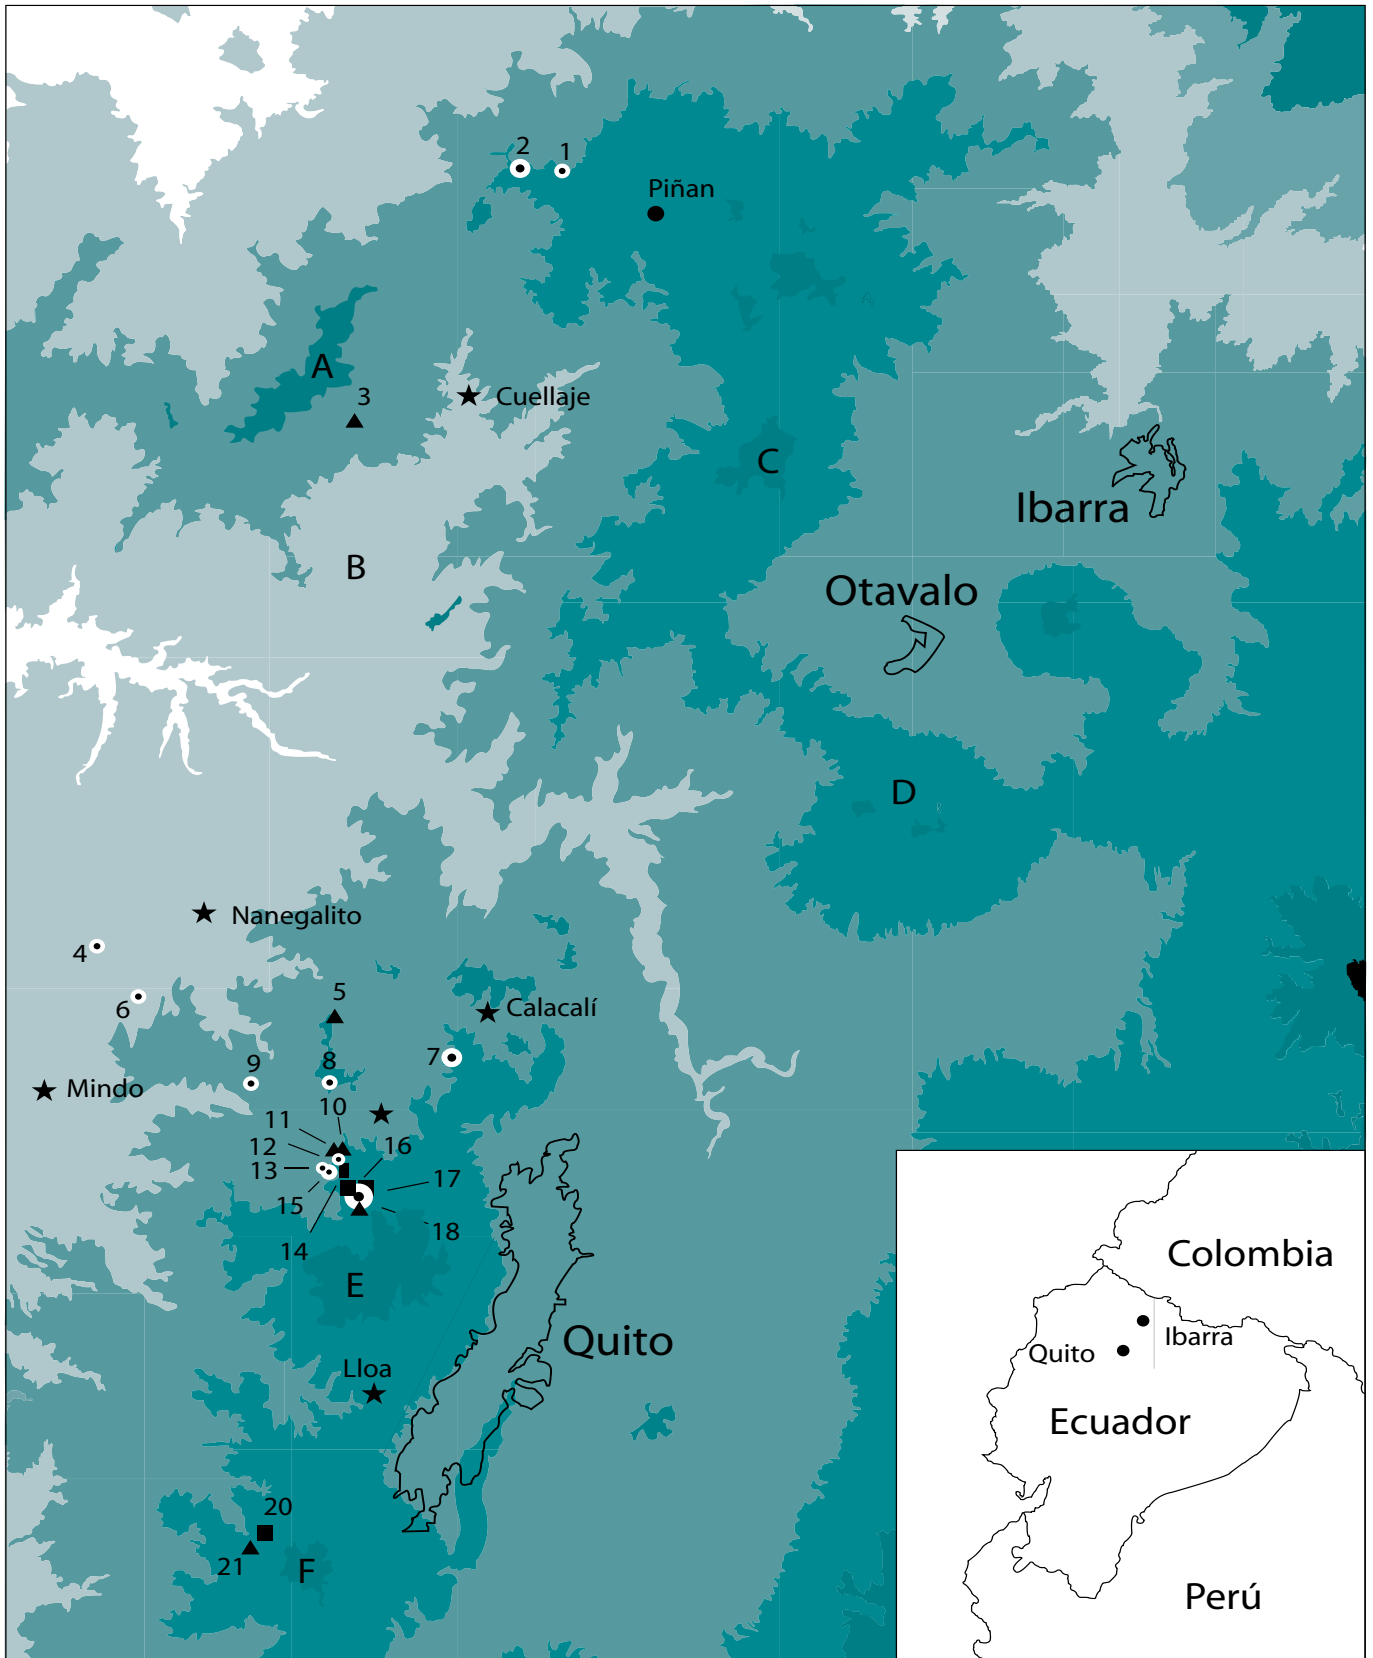 2
1
Piñan
A
3
Cuellaje
C
Ibarra
B
Otavalo
D
Nanegalito
4
6
5
Calacalí
7
8
9
Mindo
10
11
12
16
13
17
15
18
14
E
Quito
Lloa
20
21
F
Colombia
Ibarra
Quito
Ecuador
Perú